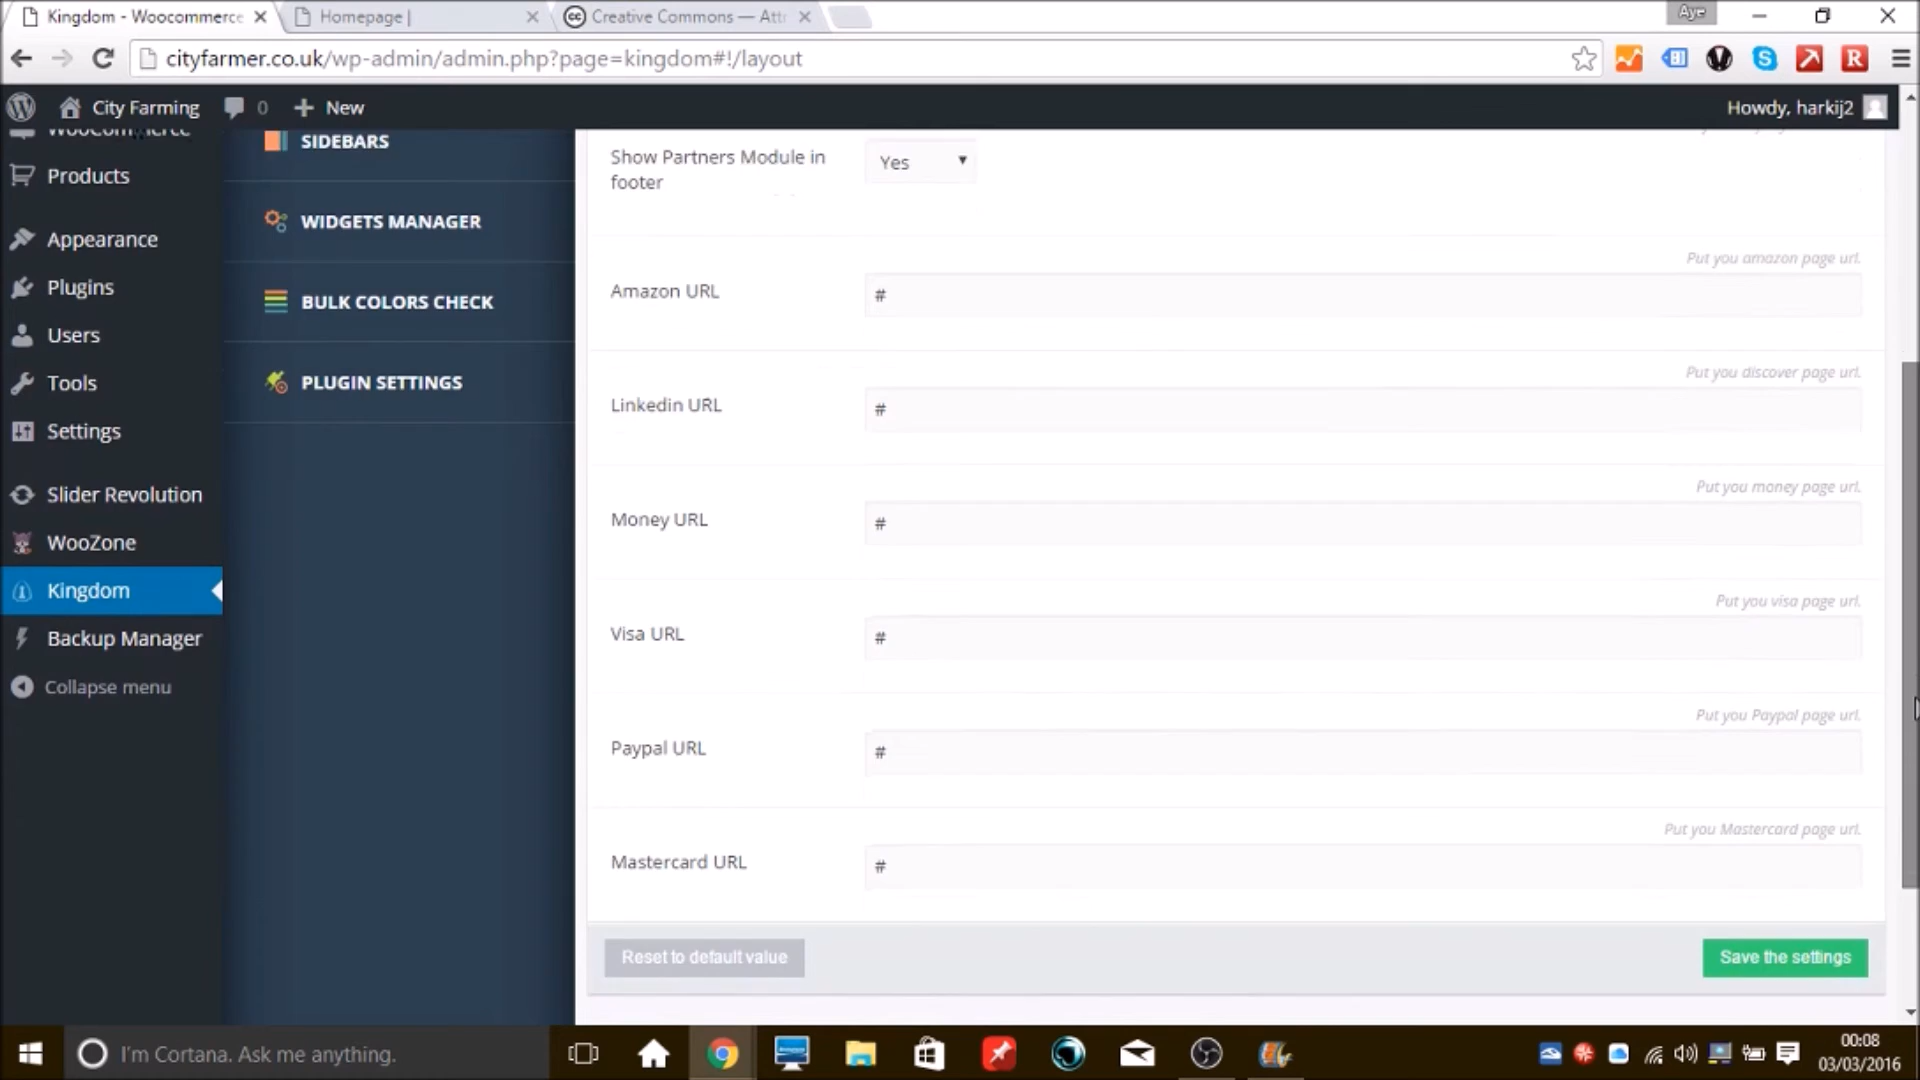 Kingdom - Woocommerce
Homepage |
Creative Commons — Attr
Aye
cityfarmer.co.uk/wp-admin/admin.php?page=kingdom#!/layout
City Farming
0
New
Howdy, harkij2
WooCommerce
Products
Appearance
Plugins
Users
Tools
Settings
Slider Revolution
WooZone
Kingdom
Backup Manager
Collapse menu
SIDEBARS
WIDGETS MANAGER
BULK COLORS CHECK
PLUGIN SETTINGS
Show Partners Module in
footer
Yes
Put you amazon page url.
Amazon URL
#
Put you discover page url.
Linkedin URL
#
Put you money page url.
Money URL
#
Put you visa page url.
Visa URL
#
Put you Paypal page url.
Paypal URL
#
Put you Mastercard page url.
Mastercard URL
#
Reset to default value
Save the settings
I'm Cortana. Ask me anything.
00:08
03/03/2016